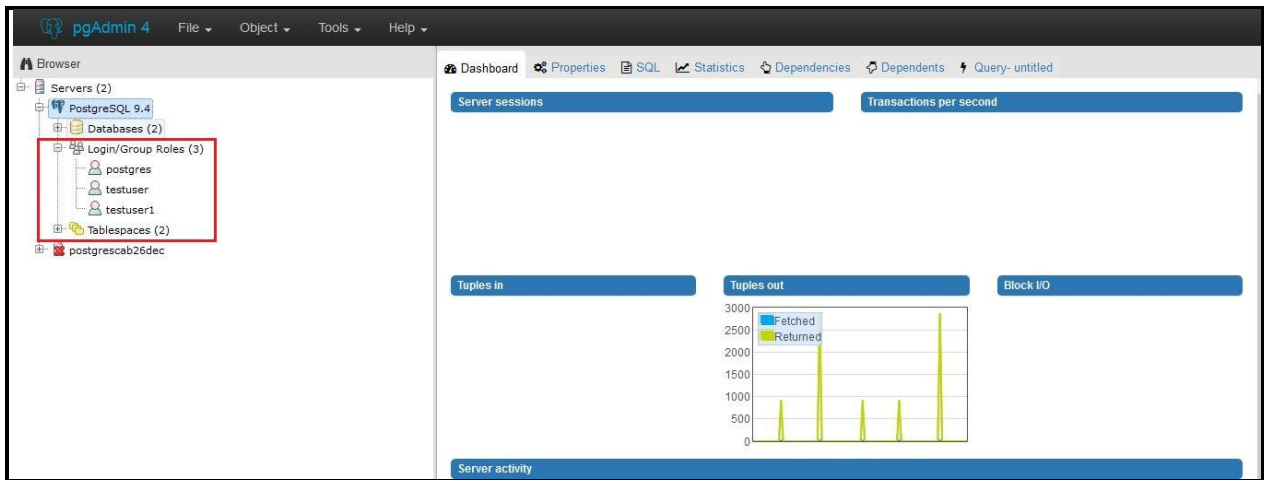 pgAdmin 4 File Object Tools Help
Browser
Servers (2)
PostgreSQL 9.4
Databases (2)
Login/Group Roles (3)
postgres
testuser
testuser1
Tablespaces (2)
postgrescab26dec
Dashboard Properties SQL Statistics Dependencies Dependents Query- untitled
Server sessions Transactions per second
Tuples in Tuples out Block I/O
3000
Fetched
2500
Returned
2000
1500
1000
500
0
Server activity